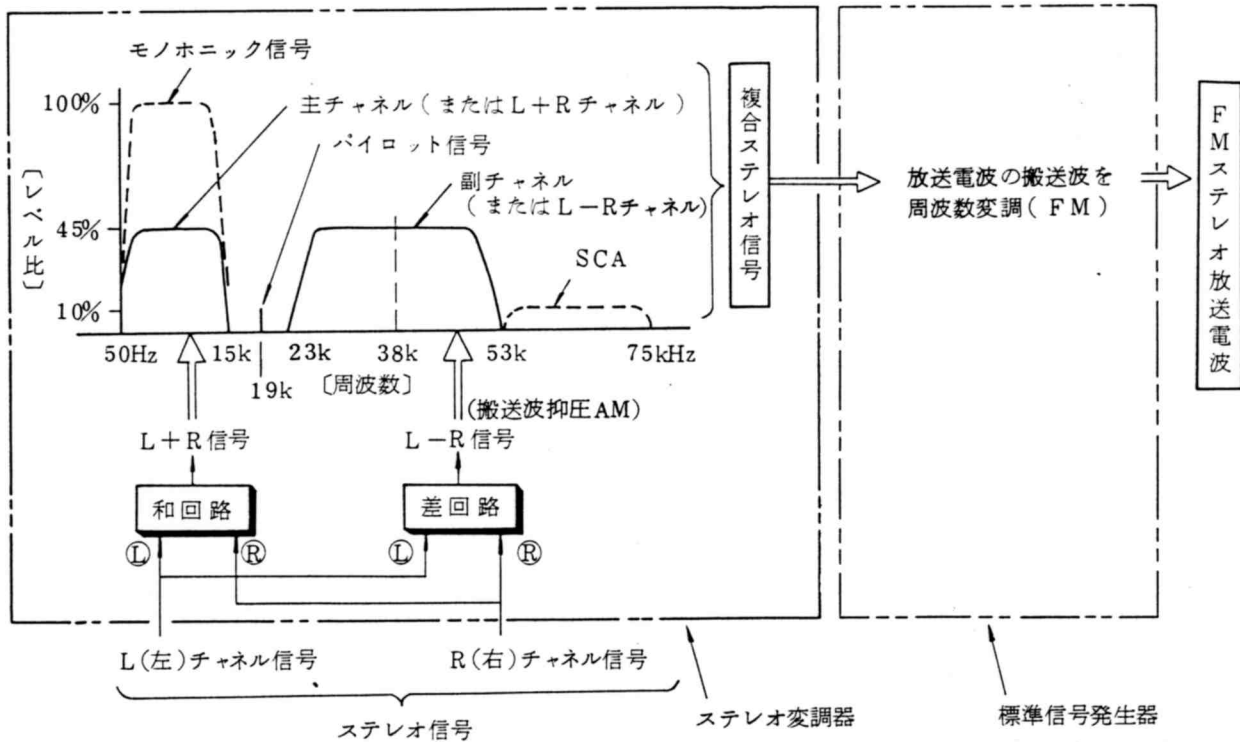 モノホニック信号
100%
主チャネル(またはL+Rチャネル)
パイロット信号
副チャネル
(またはL-Rチャネル)
〔レベル比〕
45%
10%
SCA
50Hz
15k
19k
23k
38k
53k
75kHz
〔周波数〕
複合ステレオ信号
放送電波の搬送波を
周波数変調(FM)
FMステレオ放送電波
(搬送波抑圧AM)
L+R信号
L-R信号
和回路
差回路
Ⓛ
Ⓡ
Ⓛ
Ⓡ
L(左)チャネル信号
R(右)チャネル信号
ステレオ信号
ステレオ変調器
標準信号発生器